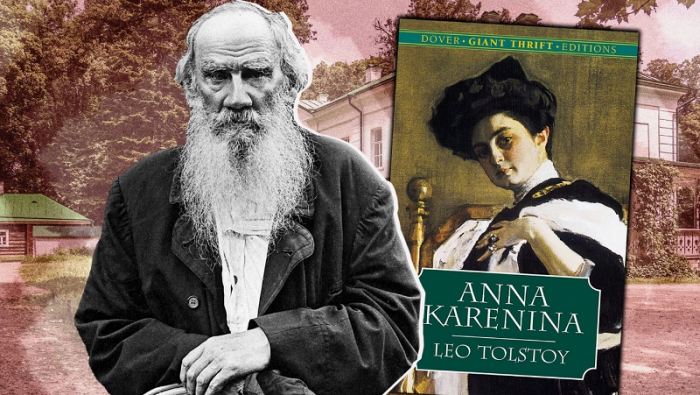 DOVER · GIANT THRIFT · EDITIONS
ANNA
KARENINA
LEO TOLSTOY